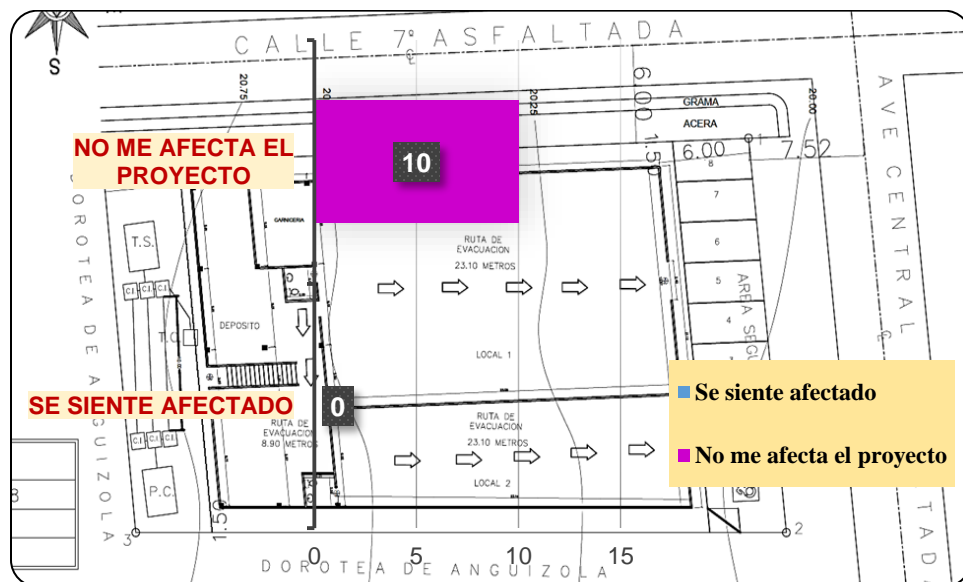 S
CALLE 7ª ASFALTADA
20.75
20.25
20.00
6.00
GRAMA
ACERA
1.50
6.00
7.52
1
NO ME AFECTA EL
PROYECTO
10
8
7
6
5
4
GARNICERIA
T.S.
C.I.
C.I.
C.I.
T.C.
DEPOSITO
RUTA DE
EVACUACION
23.10 METROS
LOCAL 1
AVE CENTRAL
DOROTEA DE ANGUIZOLA
SE SIENTE AFECTADO
0
RUTA DE
EVACUACION
8.90 METROS
RUTA DE
EVACUACION
23.10 METROS
LOCAL 2
Se siente afectado
No me afecta el proyecto
C.I.
C.I.
C.I.
P.C.
8
1.50
3
2
0
5
10
15
DOROTEA DE ANGUIZOLA